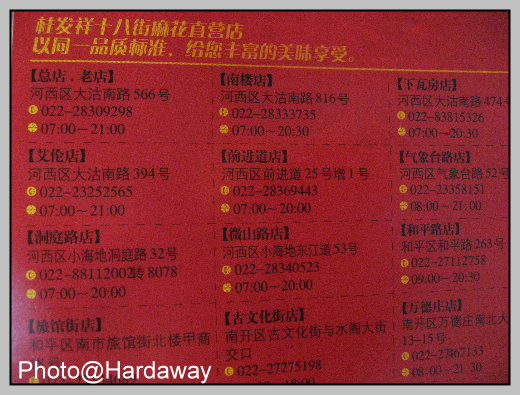 桂发祥十八街麻花直营店
以同一品质标准，给您丰富的美味享受。
【总店．老店】
河西区大沽南路566号
022-28309298
07:00~21:00
【南楼店】
河西区大沽南路816号
022-28333735
07:00~20:30
【下瓦房店】
河西区大沽南路474
022-83815326
07:00~20:30
【艾伦店】
河西区大沽南路394号
022-23252565
07:00~21:00
【前进道店】
河西区前进道25号增1号
022-28369443
07:00~20:00
【气象台路店】
河西区气象台路52号
022-23358151
08:00~21:00
【洞庭路店】
河西区小海地洞庭路32号
022-88112002转8078
07:00~20:00
【微山路店】
河西区小海地东江道53号
022-28340523
07:00~20:00
【和平路店】
和平区和平路263号
022-27112758
09:00~20:30
【旅馆街店】
和平区南市旅馆街北楼甲商
【古文化街店】
南开区古文化街与水阁大街
交口
022-27275198
18:00
【万德庄店】
南开区万德庄南北大
13-15号
022-27467133
08:00~21:30
Photo@Hardaway